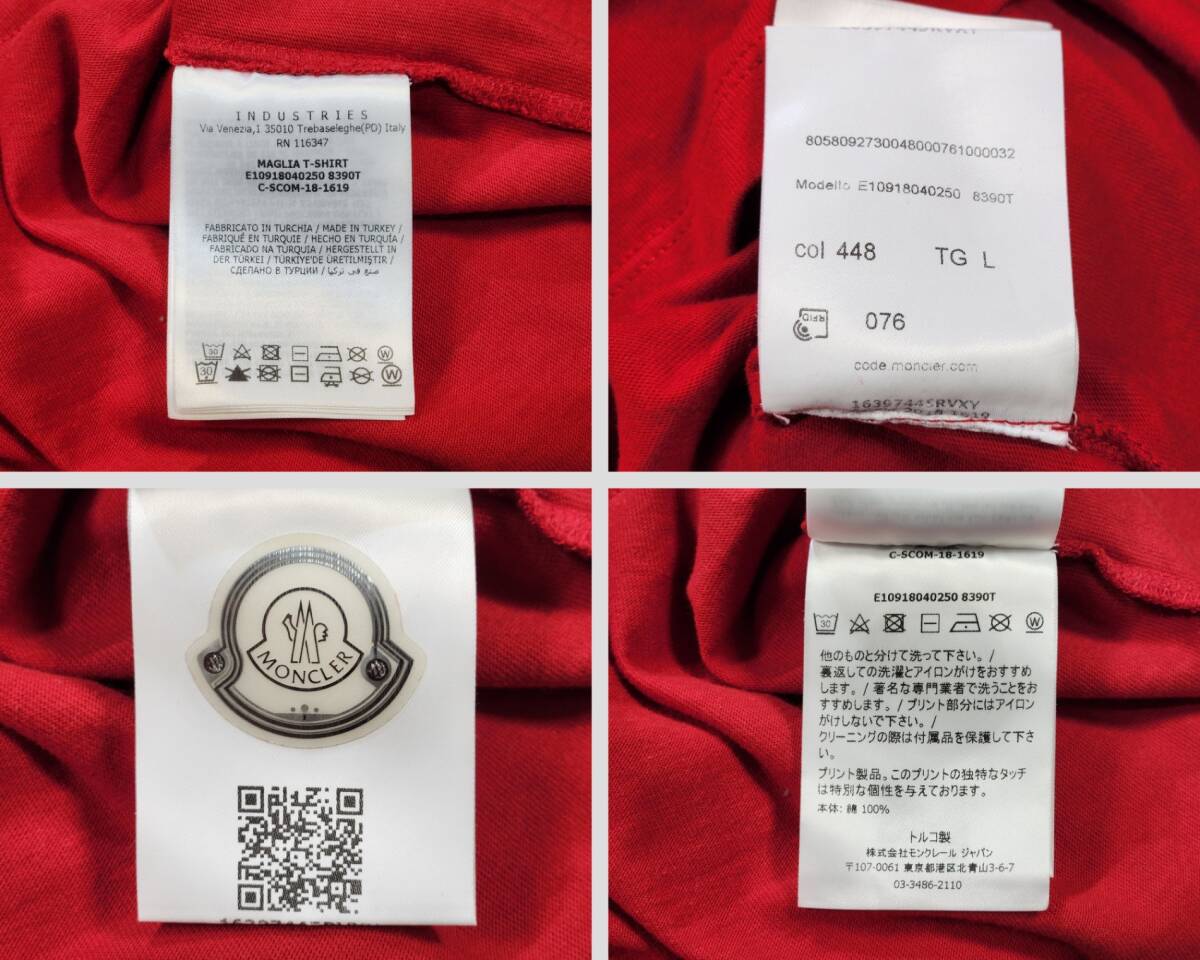 INDUSTRIES
Via Venezia,1 35010 Trebaseleghe(PD) Italy
RN 116347
MAGLIA T-SHIRT
E10918040250 8390T
C-SCOM-18-1619
FABBRICATO IN TURCHIA / MADE IN TURKEY /
FABRIQUÉ EN TURQUIE / HECHO EN TURQUÍA /
FABRICADO NA TURQUIA / HERGESTELLT IN
DER TÜRKEI / TÜRKİYE'DE ÜRETİLMİŞTİR /
СДЕЛАНО В ТУРЦИИ / صنع في تركيا
30
W
30
W
8058092730048000761000032
Modello E10918040250 8390T
col 448 TG L
RFID 076
code.moncler.com
16397445RVXY
MONCLER
C-SCOM-18-1619
E10918040250 8390T
30
W
他のものと分けて洗って下さい。/
裏返しての洗濯とアイロンがけをおすすめ
します。/ 著名な専門業者で洗うことをお
すすめします。/ プリント部分にはアイロン
がけしないで下さい。/
クリーニングの際は付属品を保護して下さ
い。
プリント製品。このプリントの独特なタッチ
は特別な個性を与えております。
本体: 綿 100%
トルコ製
株式会社モンクレール ジャパン
〒107-0061 東京都港区北青山3-6-7
03-3486-2110